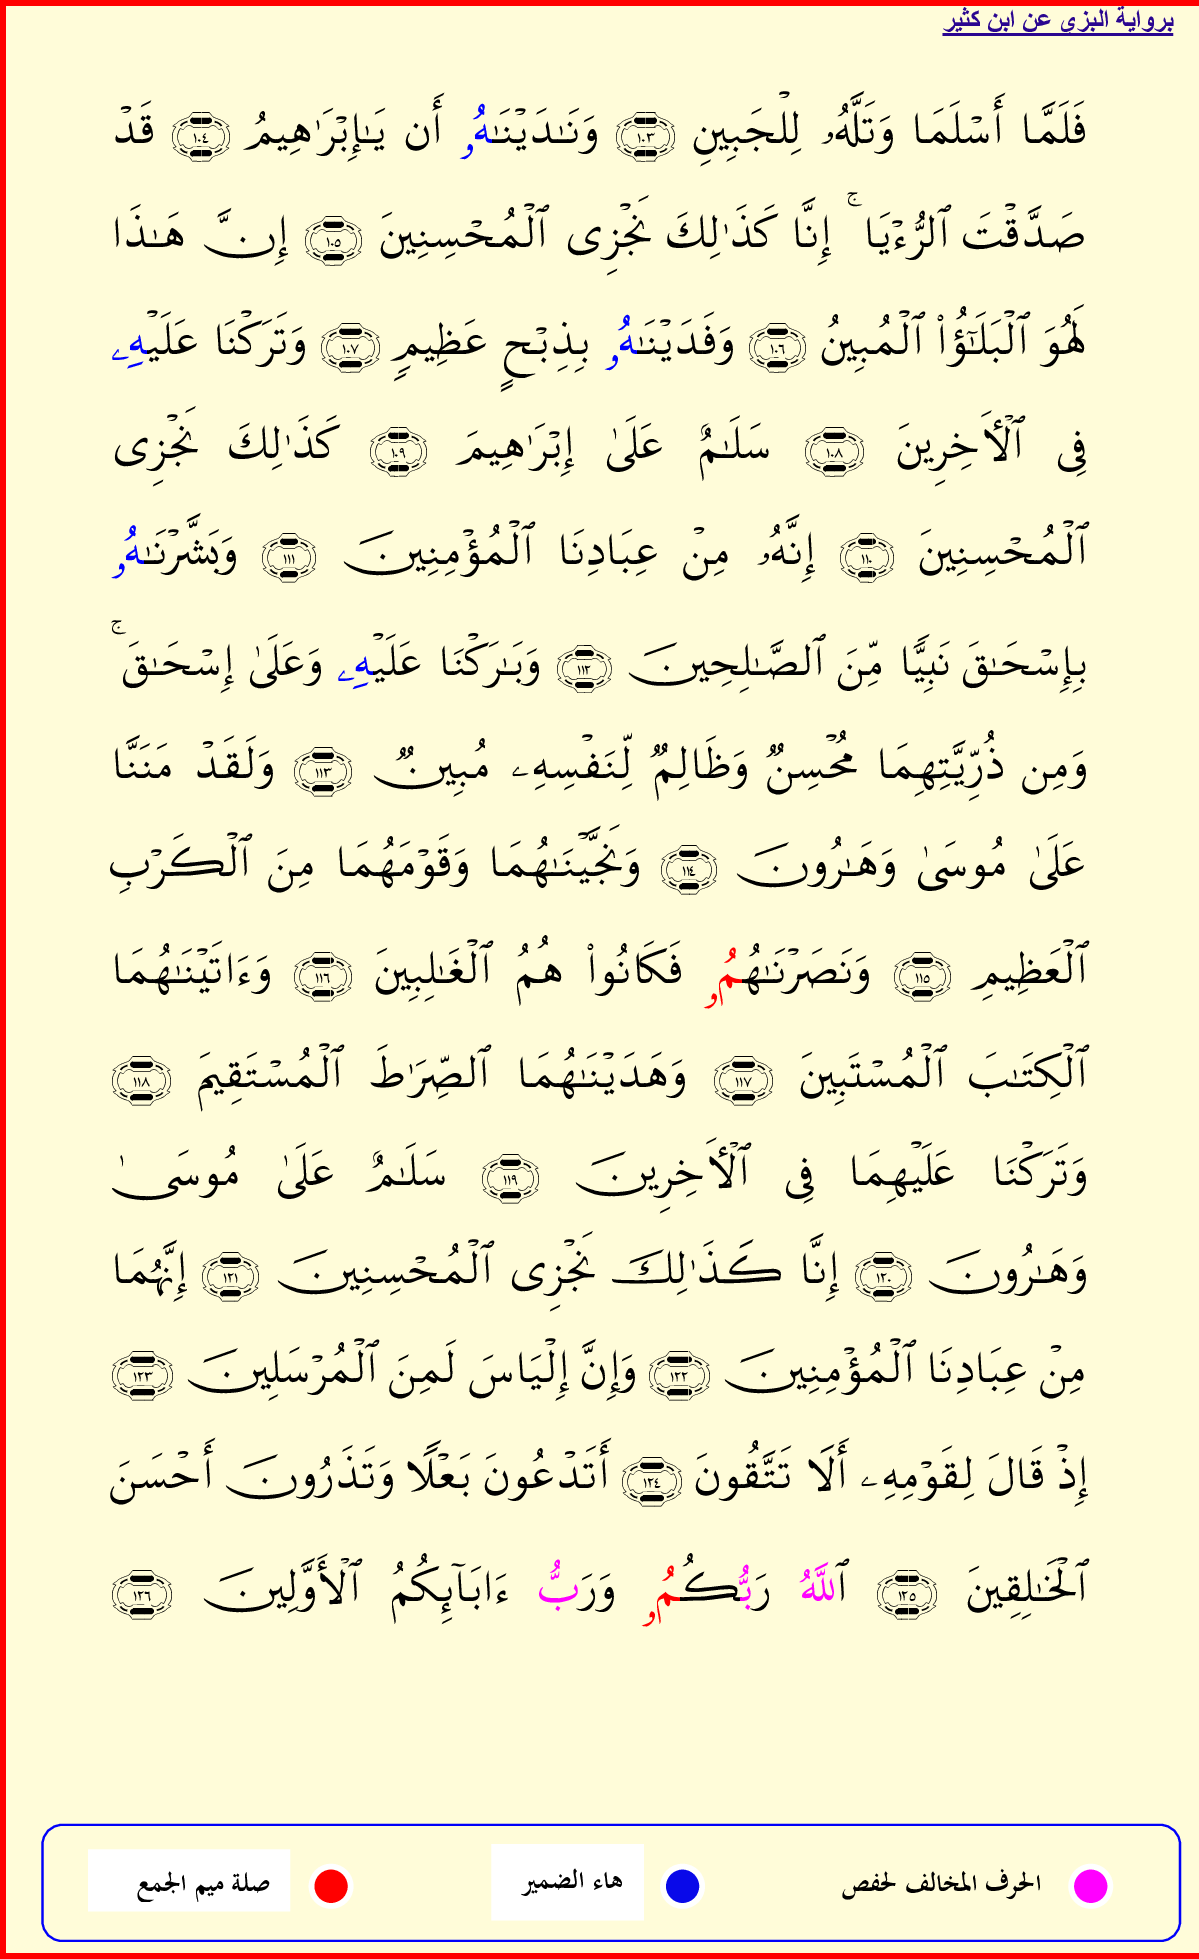 برواية البزي عن ابن كثير
فَلَمَّا أَسْلَمَا وَتَلَّهُۥ لِلْجَبِينِ ١٠٣ وَنَـٰدَيْنَـٰهُۥ أَن يَـٰإِبْرَٰهِيمُ ١٠٤ قَدْ
صَدَّقْتَ ٱلرُّءْيَا ۚ إِنَّا كَذَٰلِكَ نَجْزِى ٱلْمُحْسِنِينَ ١٠٥ إِنَّ هَـٰذَا
لَهُوَ ٱلْبَلَـٰٓؤُا۟ ٱلْمُبِينُ ١٠٦ وَفَدَيْنَـٰهُۥ بِذِبْحٍ عَظِيمٍ ١٠٧ وَتَرَكْنَا عَلَيْهِۦ
فِى ٱلْأَخِرِينَ ١٠٨ سَلَـٰمٌ عَلَىٰ إِبْرَٰهِيمَ ١٠٩ كَذَٰلِكَ نَجْزِى
ٱلْمُحْسِنِينَ ١١٠ إِنَّهُۥ مِنْ عِبَادِنَا ٱلْمُؤْمِنِينَ ١١١ وَبَشَّرْنَـٰهُۥ
بِإِسْحَـٰقَ نَبِيًّا مِّنَ ٱلصَّـٰلِحِينَ ١١٢ وَبَـٰرَكْنَا عَلَيْهِۦ وَعَلَىٰ إِسْحَـٰقَ ۚ
وَمِن ذُرِّيَّتِهِمَا مُحْسِنٌ وَظَالِمٌ لِّنَفْسِهِۦ مُبِينٌ ١١٣ وَلَقَدْ مَنَنَّا
عَلَىٰ مُوسَىٰ وَهَـٰرُونَ ١١٤ وَنَجَّيْنَـٰهُمَا وَقَوْمَهُمَا مِنَ ٱلْكَرْبِ
ٱلْعَظِيمِ ١١٥ وَنَصَرْنَـٰهُمُۥ فَكَانُوا۟ هُمُ ٱلْغَـٰلِبِينَ ١١٦ وَءَاتَيْنَـٰهُمَا
ٱلْكِتَـٰبَ ٱلْمُسْتَبِينَ ١١٧ وَهَدَيْنَـٰهُمَا ٱلصِّرَٰطَ ٱلْمُسْتَقِيمَ ١١٨
وَتَرَكْنَا عَلَيْهِمَا فِى ٱلْأَخِرِينَ ١١٩ سَلَـٰمٌ عَلَىٰ مُوسَىٰ
وَهَـٰرُونَ ١٢٠ إِنَّا كَذَٰلِكَ نَجْزِى ٱلْمُحْسِنِينَ ١٢١ إِنَّهُمَا
مِنْ عِبَادِنَا ٱلْمُؤْمِنِينَ ١٢٢ وَإِنَّ إِلْيَاسَ لَمِنَ ٱلْمُرْسَلِينَ ١٢٣
إِذْ قَالَ لِقَوْمِهِۦ أَلَا تَتَّقُونَ ١٢٤ أَتَدْعُونَ بَعْلًا وَتَذَرُونَ أَحْسَنَ
ٱلْخَـٰلِقِينَ ١٢٥ ٱللَّهُ رَبُّكُمُۥ وَرَبُّ ءَابَآئِكُمُ ٱلْأَوَّلِينَ ١٢٦
الحرف المخالف لحفص
هاء الضمير
صلة ميم الجمع